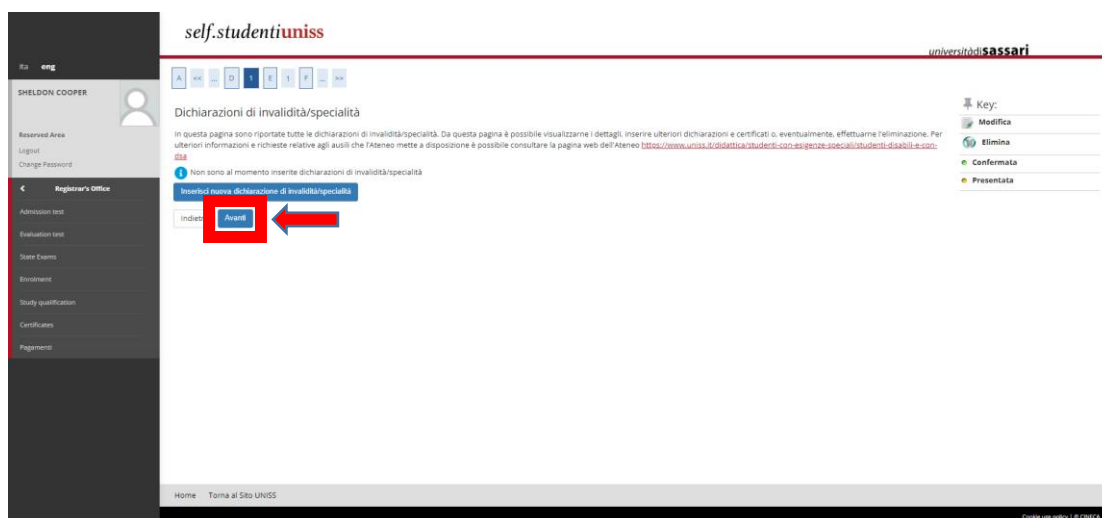 self.studentiuniss
universitàdisassari
ita eng
SHELDON COOPER
Reserved Area
Logout
Change Password
Registrar's Office
Admission test
Evaluation test
State Exams
Enrolment
Study qualification
Certificates
Pagamenti
A << ... D 1 E 1 F ... >>
Dichiarazioni di invalidità/specialità
In questa pagina sono riportate tutte le dichiarazioni di invalidità/specialità. Da questa pagina è possibile visualizzarne i dettagli, inserire ulteriori dichiarazioni e certificati o, eventualmente, effettuarne l'eliminazione. Per
ulteriori informazioni e richieste relative agli ausili che l'Ateneo mette a disposizione è possibile consultare la pagina web dell'Ateneo https://www.uniss.it/didattica/studenti-con-esigenze-speciali/studenti-disabili-e-con-
dsa
Non sono al momento inserite dichiarazioni di invalidità/specialità
Inserisci nuova dichiarazione di invalidità/specialità
Indiet Avanti
Key:
Modifica
Elimina
Confermata
Presentata
Home Torna al Sito UNISS
Cookie use policy | © CINECA